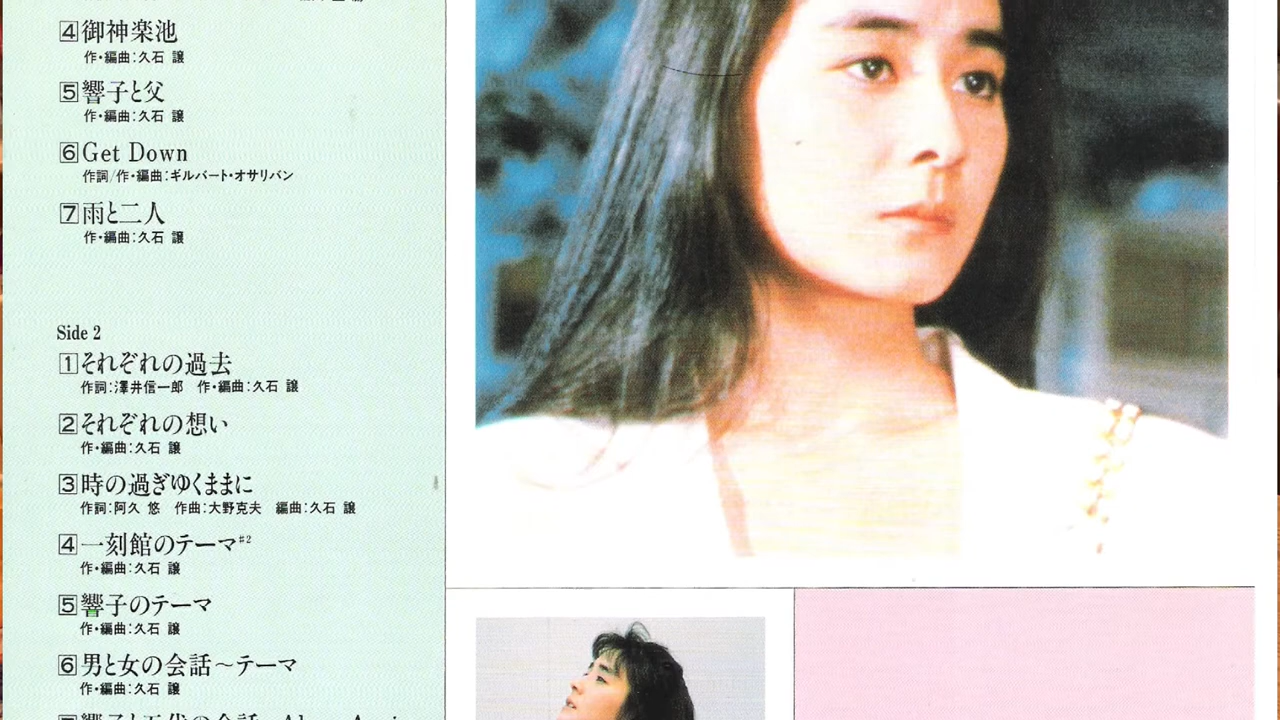 4 御神楽池
作・編曲：久石 譲
5 響子と父
作・編曲：久石 譲
6 Get Down
作詞/作・編曲：ギルバート・オサリバン
7 雨と二人
作・編曲：久石 譲
Side 2
1 それぞれの過去
作詞：澤井信一郎 作・編曲：久石 譲
2 それぞれの想い
作・編曲：久石 譲
3 時の過ぎゆくままに
作詞：阿久 悠 作曲：大野克夫 編曲：久石 譲
4 一刻館のテーマ♯2
作・編曲：久石 譲
5 響子のテーマ
作・編曲：久石 譲
6 男と女の会話〜テーマ
作・編曲：久石 譲